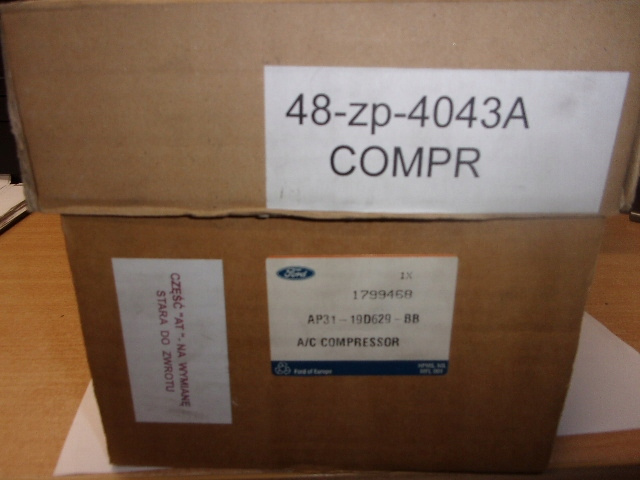 48-zp-4043A
COMPR
CZĘŚĆ "AT"- NA WYMIANĘ
STARA DO ZWROTU
Ford
1X
1799468
AP31-19D629-BB
A/C COMPRESSOR
Ford of Europe